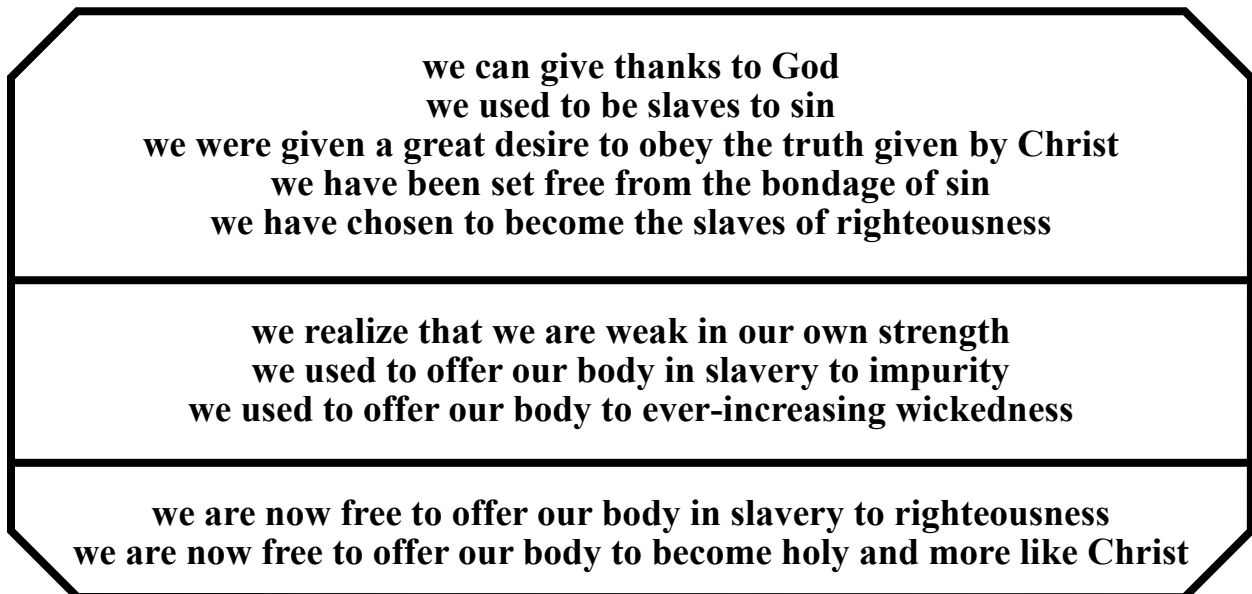 we can give thanks to God
we used to be slaves to sin
we were given a great desire to obey the truth given by Christ
we have been set free from the bondage of sin
we have chosen to become the slaves of righteousness
we realize that we are weak in our own strength
we used to offer our body in slavery to impurity
we used to offer our body to ever-increasing wickedness
we are now free to offer our body in slavery to righteousness
we are now free to offer our body to become holy and more like Christ